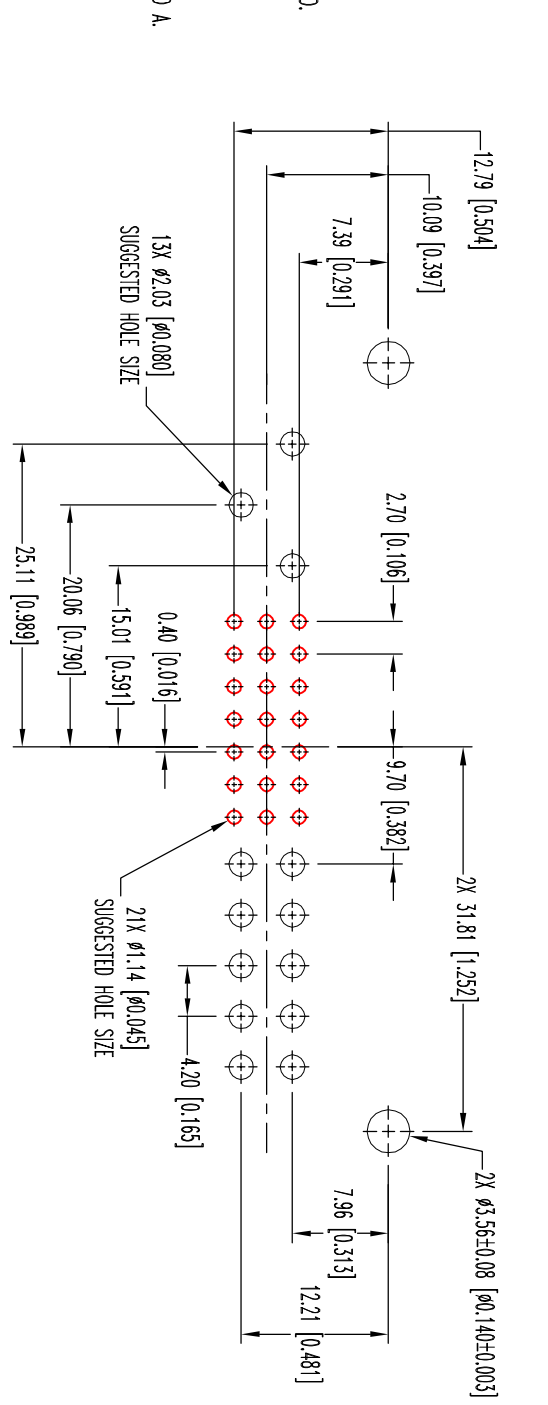 D.
D A.
12.79 [0.504]
10.09 [0.397]
7.39 [0.291]
13X ø2.03 [ø0.080]
SUGGESTED HOLE SIZE
2.70 [0.106]
25.11 [0.989]
20.06 [0.790]
15.01 [0.591]
0.40 [0.016]
9.70 [0.382]
2X 31.81 [1.252]
21X ø1.14 [ø0.045]
SUGGESTED HOLE SIZE
4.20 [0.165]
2X ø3.56±0.08 [ø0.140±0.003]
7.96 [0.313]
12.21 [0.481]